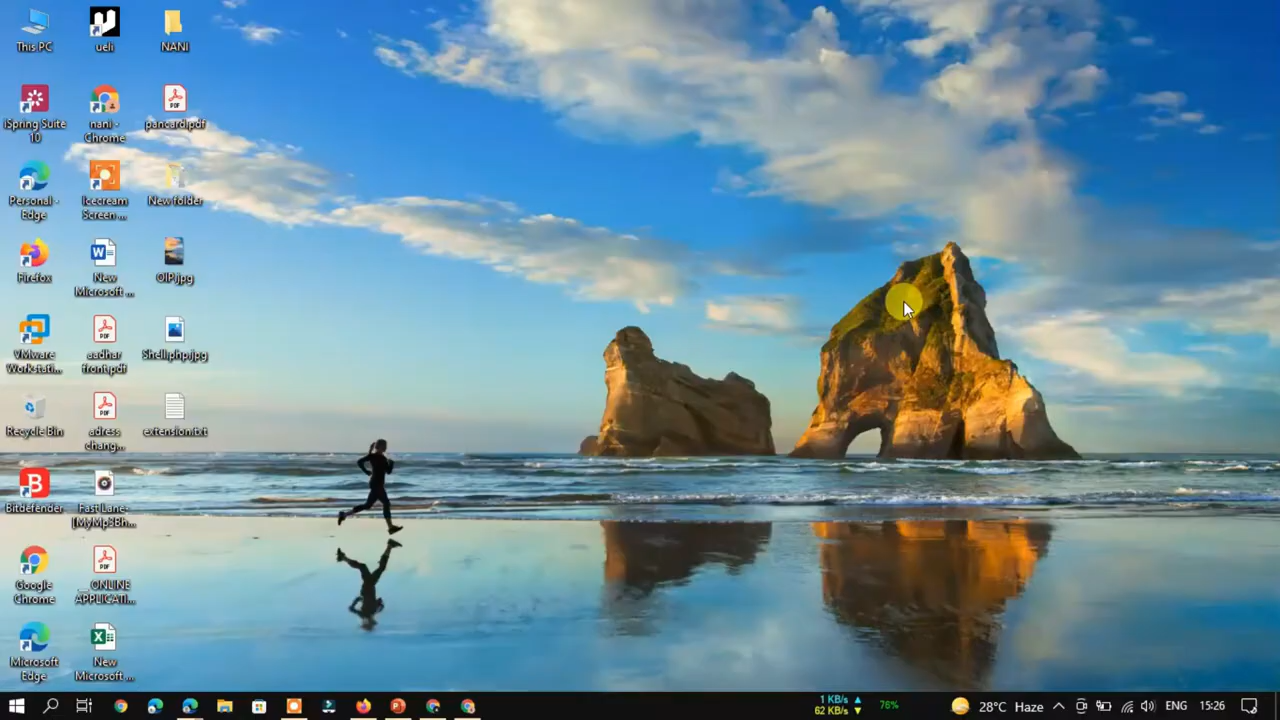 This PC
ueli
NANI
iSpring Suite
10
nani -
Chrome
pancard.pdf
Personal -
Edge
Icecream
Screen ...
New folder
Firefox
New
Microsoft ...
OIP.jpg
VMware
Workstati...
aadhar
front.pdf
Shell.php.jpg
Recycle Bin
adress
chang...
extension.txt
Bitdefender
Fast Lane-
[MyMp3Bh...
Google
Chrome
__ONLINE
APPLICATI...
Microsoft
Edge
New
Microsoft ...
1 KB/s
62 KB/s
76%
28°C Haze
ENG
15:26